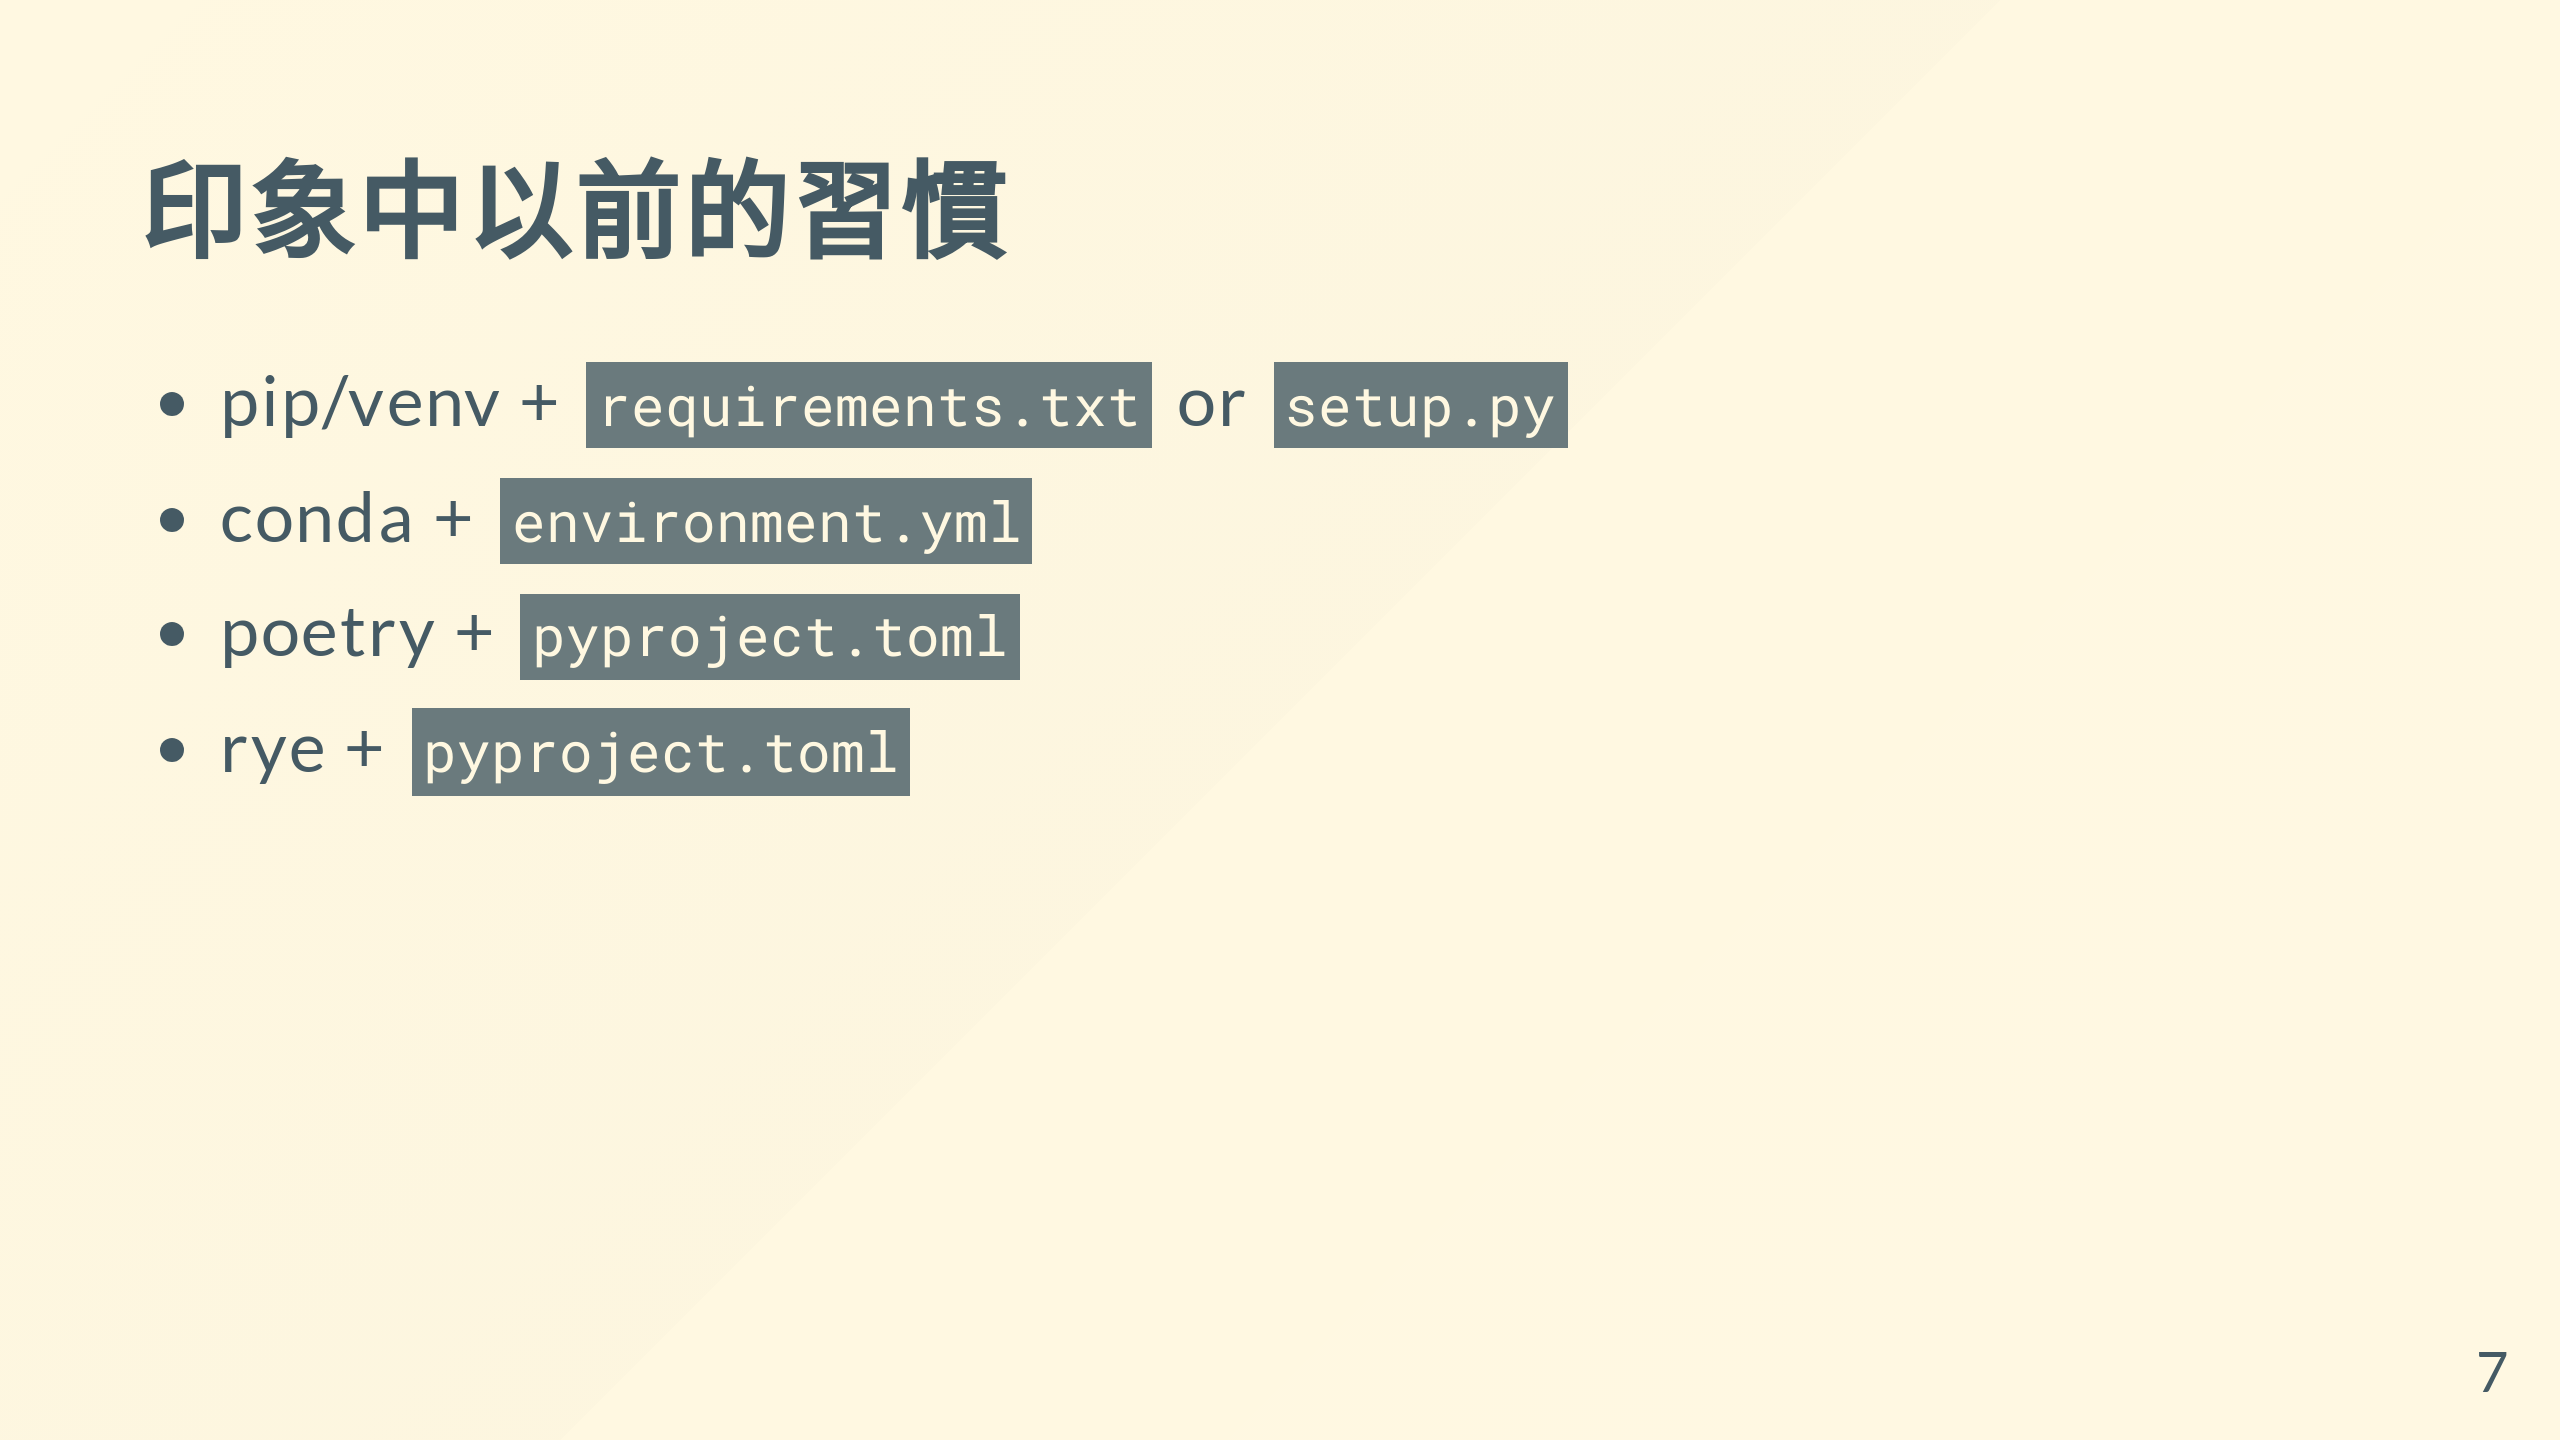 印象中以前的習慣
• pip/venv + requirements.txt or setup.py
• conda + environment.yml
• poetry + pyproject.toml
• rye + pyproject.toml
7